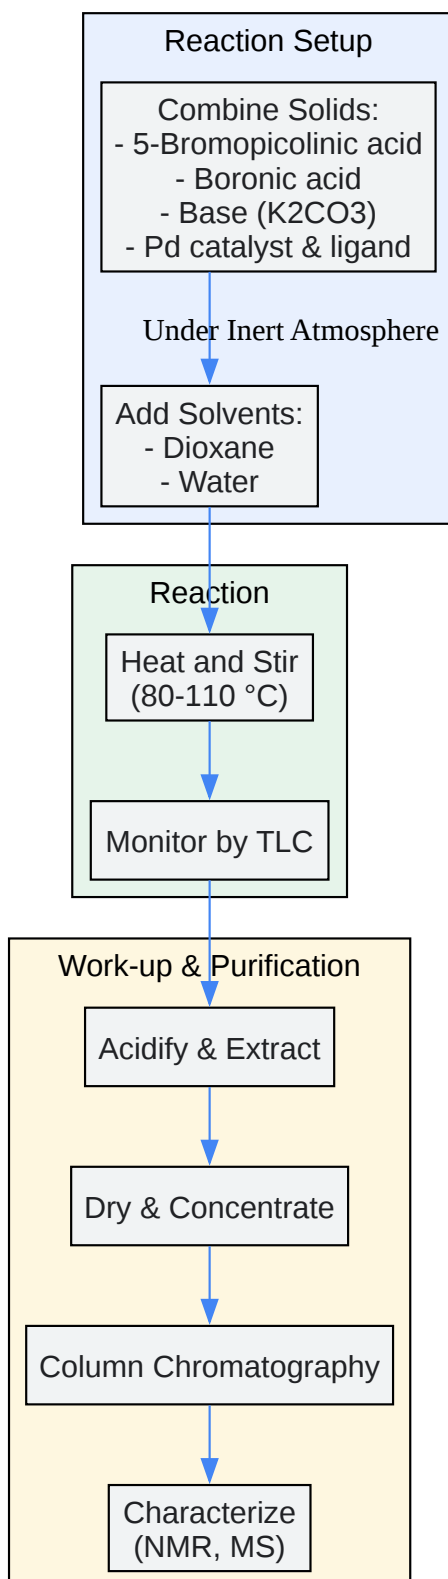 Reaction Setup
Combine Solids:
- 5-Bromopicolinic acid
- Boronic acid
- Base (K2CO3)
- Pd catalyst & ligand
Under Inert Atmosphere
Add Solvents:
- Dioxane
- Water
Reaction
Heat and Stir
(80-110 °C)
Monitor by TLC
Work-up & Purification
Acidify & Extract
Dry & Concentrate
Column Chromatography
Characterize
(NMR, MS)